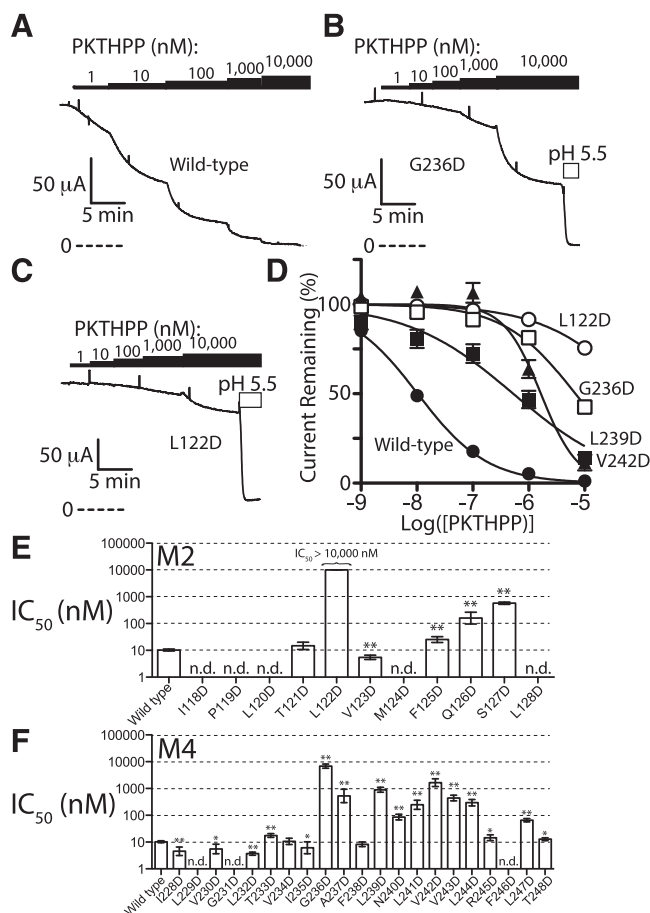 A
PKTHPP (nM):
1 10 100 1,000 10,000
Wild-type
50 µA
5 min
0
B
PKTHPP (nM):
1 10 100 1,000 10,000
pH 5.5
G236D
50 µA
5 min
0
C
PKTHPP (nM):
1 10 100 1,000 10,000
pH 5.5
L122D
50 µA
5 min
0
D
Current Remaining (%)
100
50
0
L122D
G236D
L239D
V242D
Wild-type
-9 -8 -7 -6 -5
Log([PKTHPP])
E
M2
IC50 (nM)
100000
10000
1000
100
10
1
IC50 > 10,000 nM
n.d. n.d. n.d. ** n.d. ** ** ** n.d.
Wild type I118D P119D L120D T121D L122D V123D M124D F125D Q126D S127D L128D
F
M4
IC50 (nM)
100000
10000
1000
100
10
1
** n.d. * n.d. ** ** * ** ** ** ** ** ** ** ** * n.d. ** *
Wild type I228D L229D V230D G231D L232D T233D V234D I235D G236D A237D F238D L239D N240D L241D V242D V243D L244D R245D F246D L247D T248D